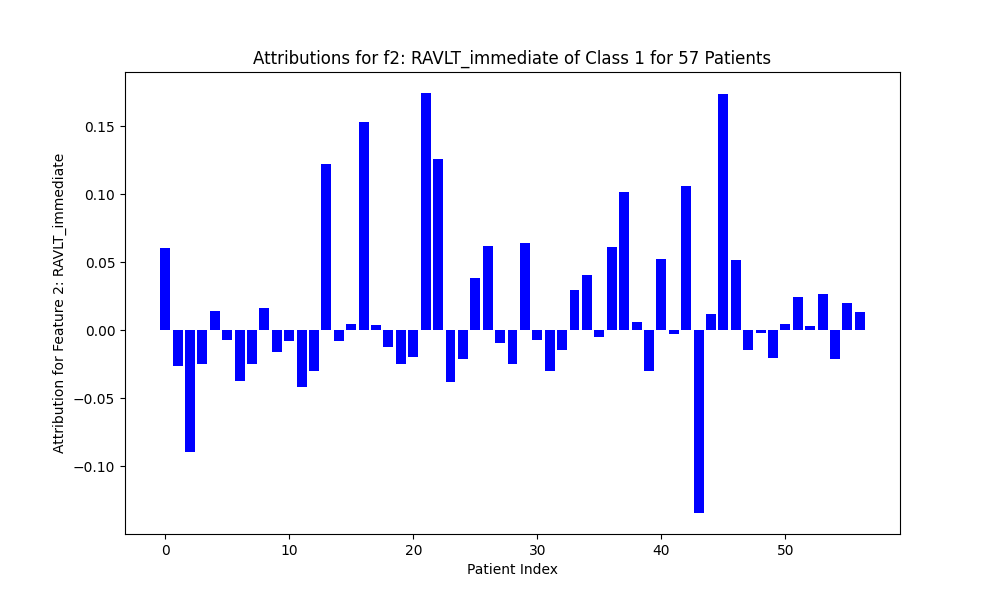 Attributions for f2: RAVLT_immediate of Class 1 for 57 Patients
Attribution for Feature 2: RAVLT_immediate
0.15
0.10
0.05
0.00
−0.05
−0.10
0 10 20 30 40 50
Patient Index